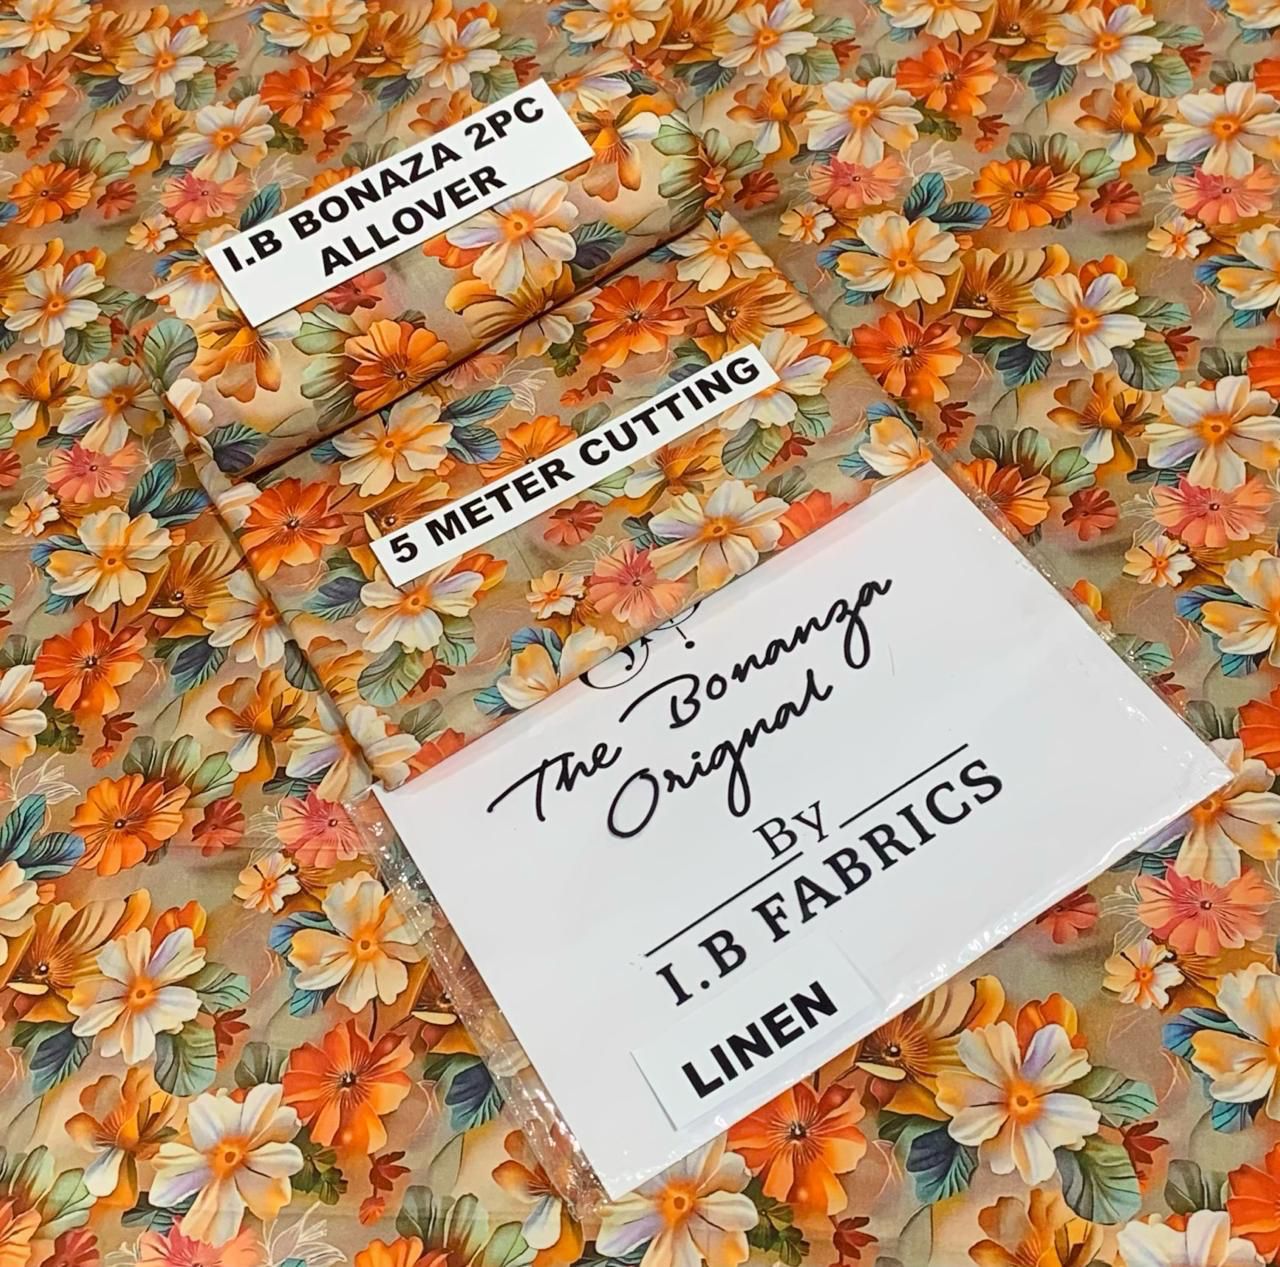 I.B BONAZA 2PC
ALLOVER
5 METER CUTTING
The Bonanza
Orignal
By
I.B FABRICS
LINEN